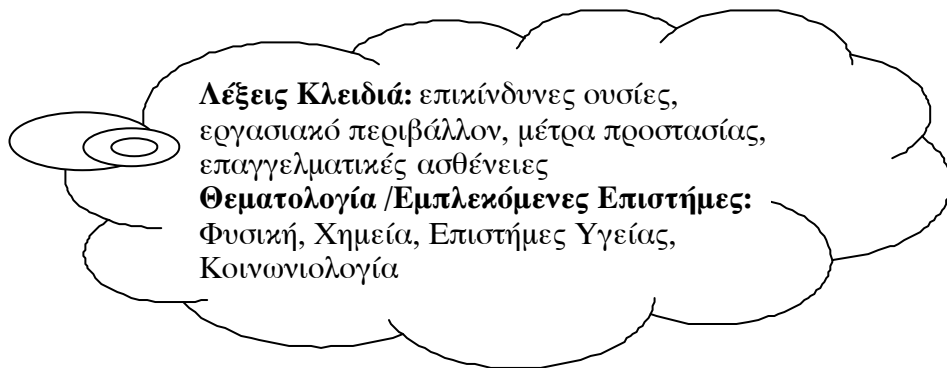 Λέξεις Κλειδιά: επικίνδυνες ουσίες,
εργασιακό περιβάλλον, μέτρα προστασίας,
επαγγελματικές ασθένειες
Θεματολογία /Εμπλεκόμενες Επιστήμες:
Φυσική, Χημεία, Επιστήμες Υγείας,
Κοινωνιολογία